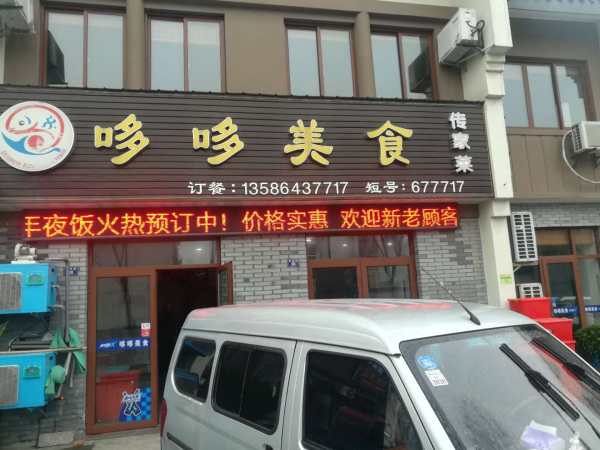 哆哆美食
传家菜
订餐:13586437717 短号:677717
年夜饭火热预订中！价格实惠 欢迎新老顾客
哆哆美食